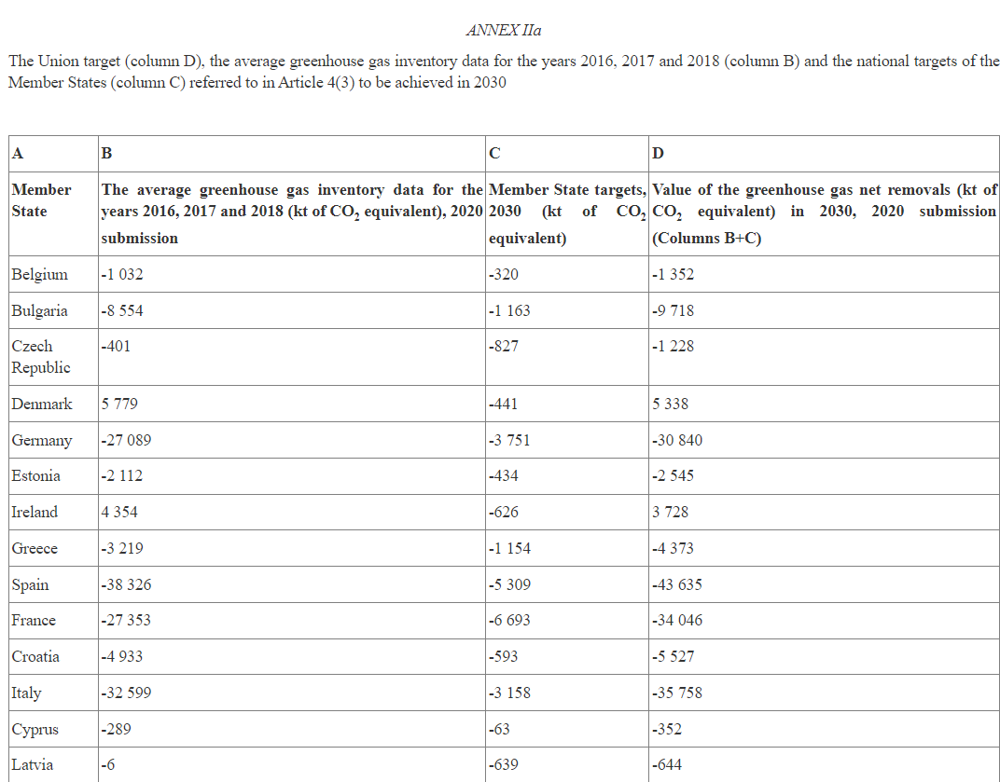 ANNEX IIa
The Union target (column D), the average greenhouse gas inventory data for the years 2016, 2017 and 2018 (column B) and the national targets of the
Member States (column C) referred to in Article 4(3) to be achieved in 2030
A B C D
Member State The average greenhouse gas inventory data for the years 2016, 2017 and 2018 (kt of CO₂ equivalent), 2020 submission Member State targets, 2030 (kt of CO₂ equivalent) Value of the greenhouse gas net removals (kt of CO₂ equivalent) in 2030, 2020 submission (Columns B+C)
Belgium -1 032 -320 -1 352
Bulgaria -8 554 -1 163 -9 718
Czech Republic -401 -827 -1 228
Denmark 5 779 -441 5 338
Germany -27 089 -3 751 -30 840
Estonia -2 112 -434 -2 545
Ireland 4 354 -626 3 728
Greece -3 219 -1 154 -4 373
Spain -38 326 -5 309 -43 635
France -27 353 -6 693 -34 046
Croatia -4 933 -593 -5 527
Italy -32 599 -3 158 -35 758
Cyprus -289 -63 -352
Latvia -6 -639 -644